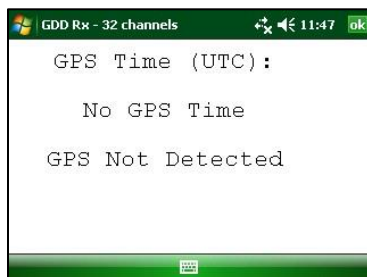 GDD Rx - 32 channels 11:47 ok
GPS Time (UTC):
No GPS Time
GPS Not Detected